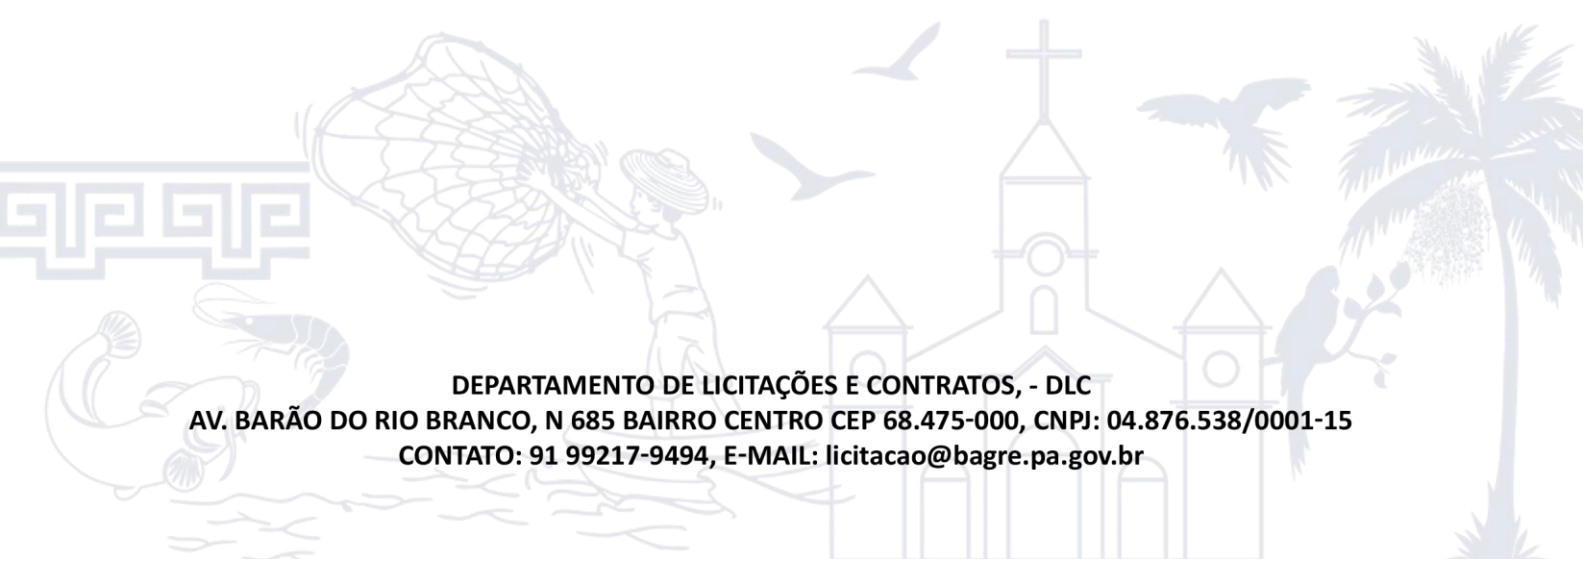 DEPARTAMENTO DE LICITAÇÕES E CONTRATOS, - DLC
AV. BARÃO DO RIO BRANCO, N 685 BAIRRO CENTRO CEP 68.475-000, CNPJ: 04.876.538/0001-15
CONTATO: 91 99217-9494, E-MAIL: licitacao@bagre.pa.gov.br